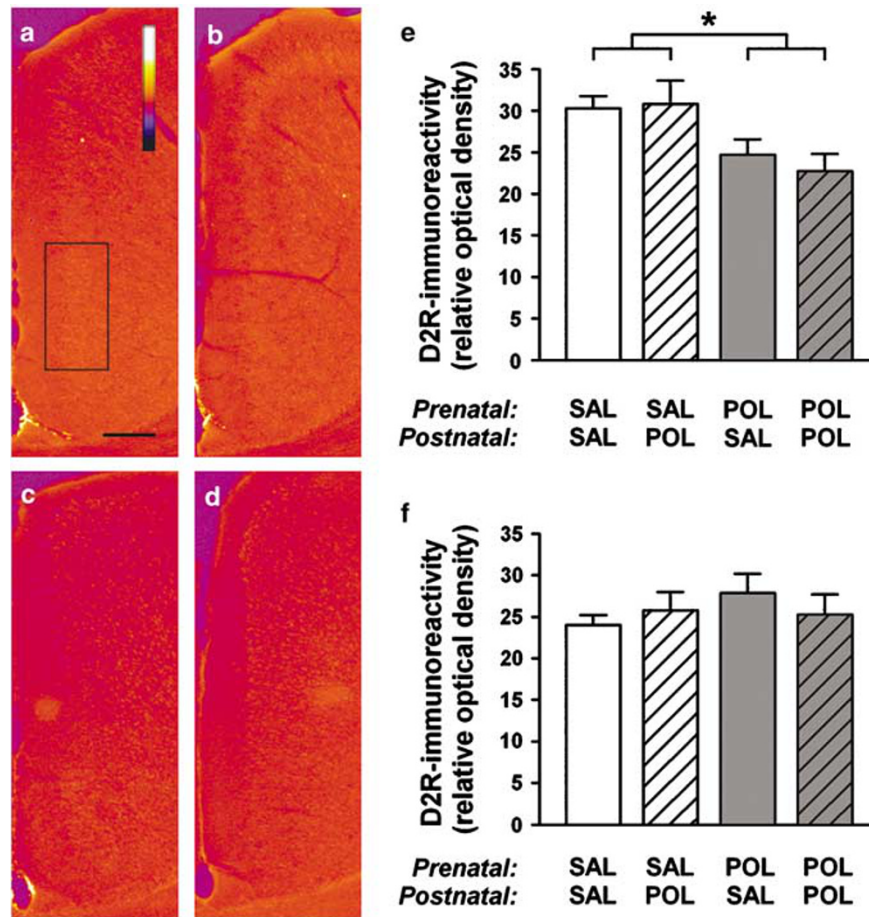 a
b
c
d
e
*
D2R-immunoreactivity
(relative optical density)
35
30
25
20
15
10
5
0
Prenatal: SAL SAL POL POL
Postnatal: SAL POL SAL POL
f
D2R-immunoreactivity
(relative optical density)
35
30
25
20
15
10
5
0
Prenatal: SAL SAL POL POL
Postnatal: SAL POL SAL POL